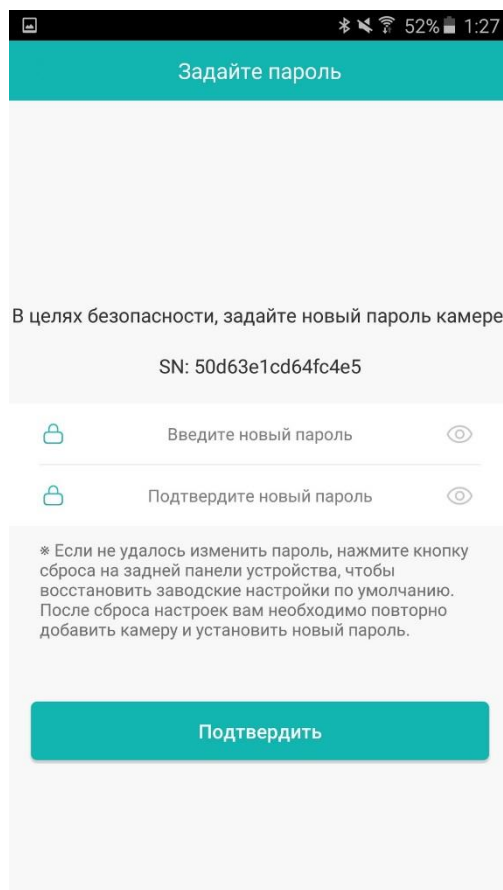 52% 1:27
Задайте пароль
В целях безопасности, задайте новый пароль камере
SN: 50d63e1cd64fc4e5
Введите новый пароль
Подтвердите новый пароль
※ Если не удалось изменить пароль, нажмите кнопку
сброса на задней панели устройства, чтобы
восстановить заводские настройки по умолчанию.
После сброса настроек вам необходимо повторно
добавить камеру и установить новый пароль.
Подтвердить